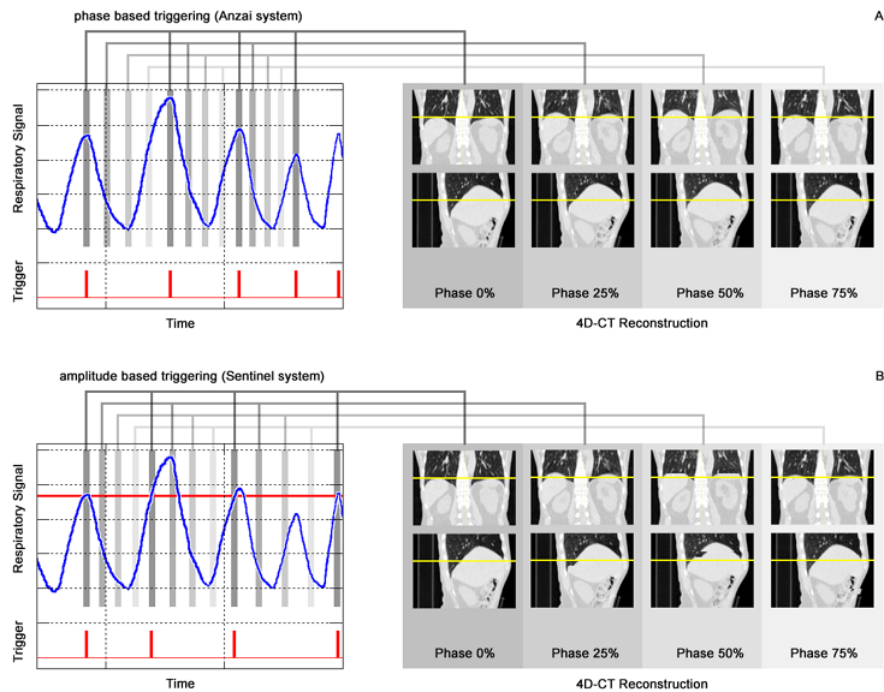 phase based triggering (Anzai system)
A
Respiratory Signal
Trigger
Time
Phase 0%
Phase 25%
Phase 50%
Phase 75%
4D-CT Reconstruction
amplitude based triggering (Sentinel system)
B
Respiratory Signal
Trigger
Time
Phase 0%
Phase 25%
Phase 50%
Phase 75%
4D-CT Reconstruction